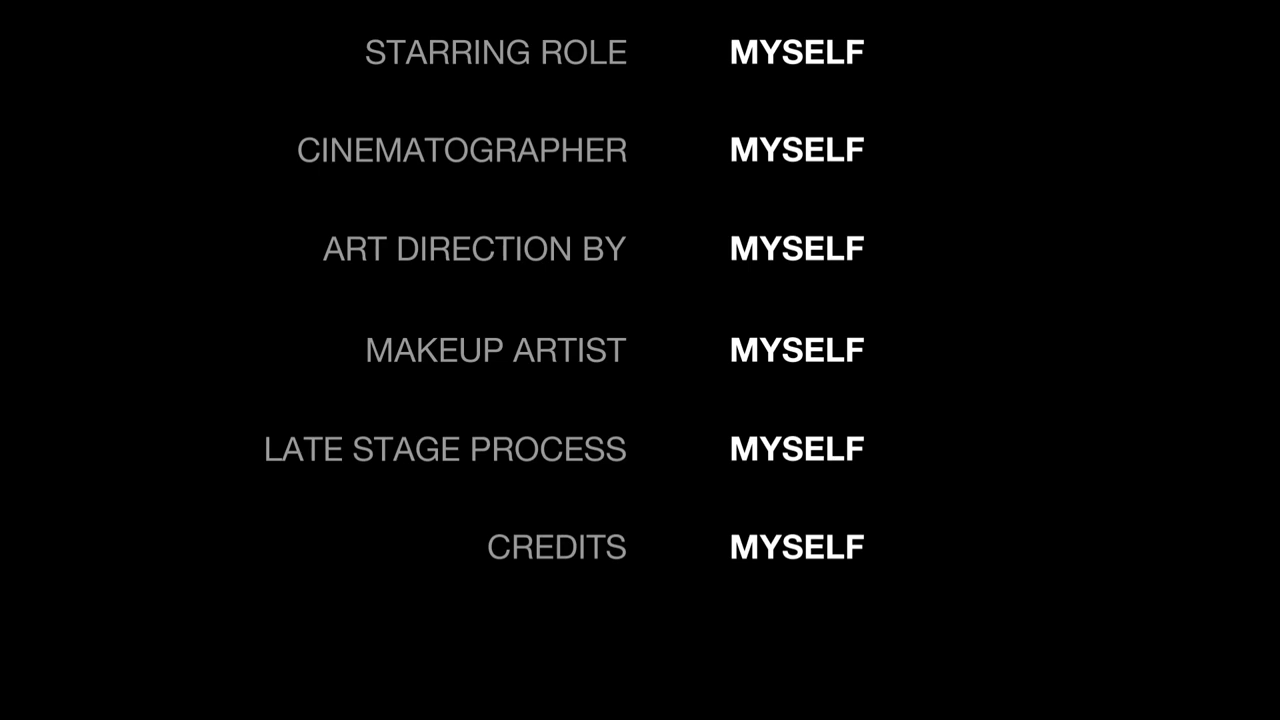 STARRING ROLE MYSELF
CINEMATOGRAPHER MYSELF
ART DIRECTION BY MYSELF
MAKEUP ARTIST MYSELF
LATE STAGE PROCESS MYSELF
CREDITS MYSELF